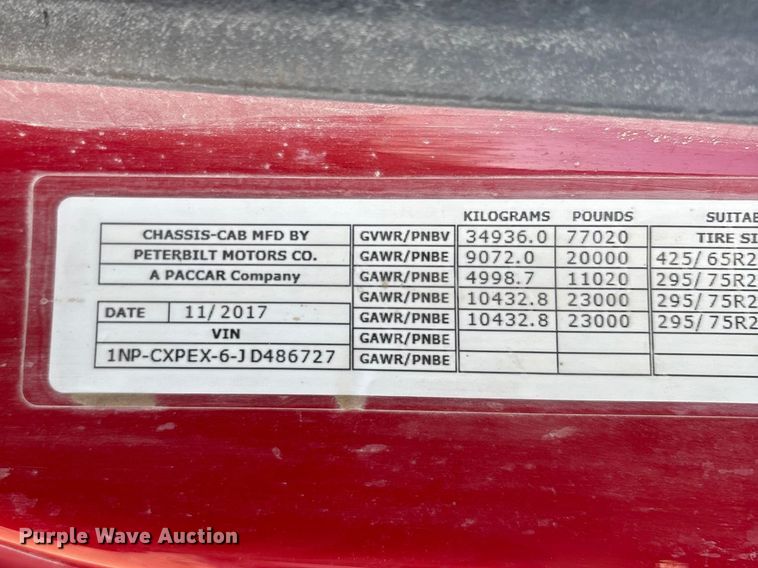 KILOGRAMS POUNDS SUITAB
CHASSIS-CAB MFD BY GVWR/PNBV 34936.0 77020 TIRE SI
PETERBILT MOTORS CO. GAWR/PNBE 9072.0 20000 425/65R2
A PACCAR Company GAWR/PNBE 4998.7 11020 295/75R2
GAWR/PNBE 10432.8 23000 295/75R2
DATE 11/2017 GAWR/PNBE 10432.8 23000 295/75R2
VIN GAWR/PNBE
1NP-CXPEX-6-JD486727 GAWR/PNBE
Purple Wave Auction